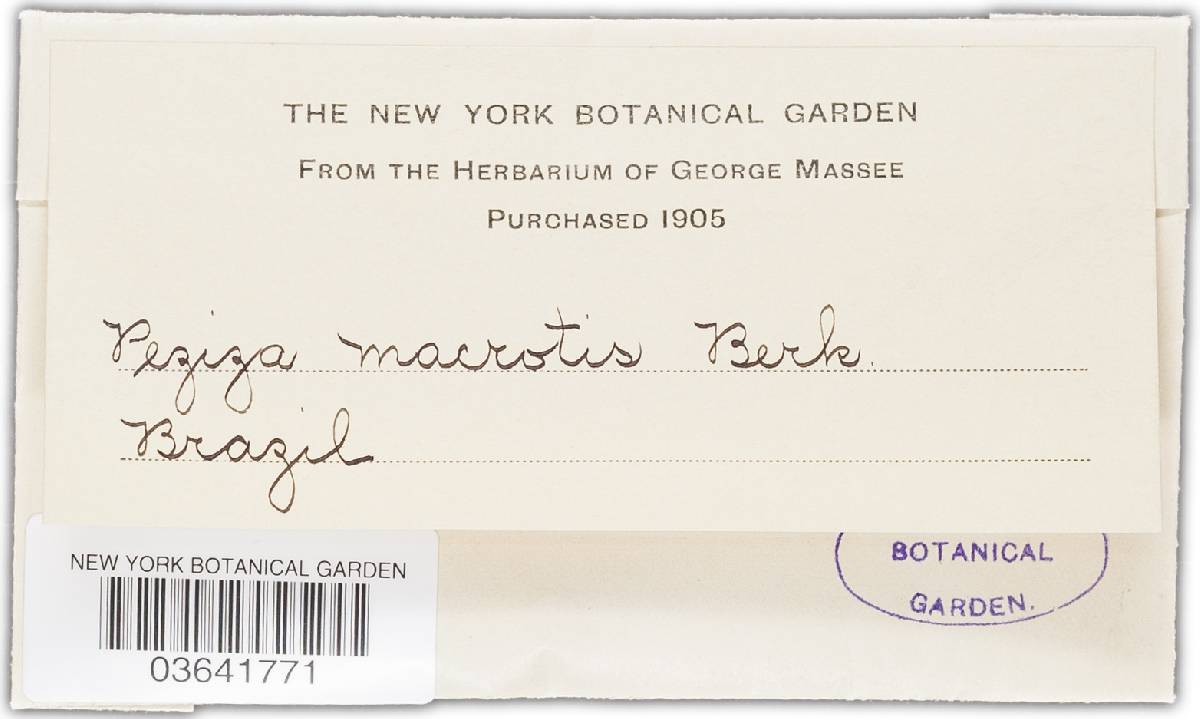 THE NEW YORK BOTANICAL GARDEN
FROM THE HERBARIUM OF GEORGE MASSEE
PURCHASED 1905
Peziza macrotis Berk.
Brazil
NEW YORK BOTANICAL GARDEN
03641771
BOTANICAL
GARDEN.